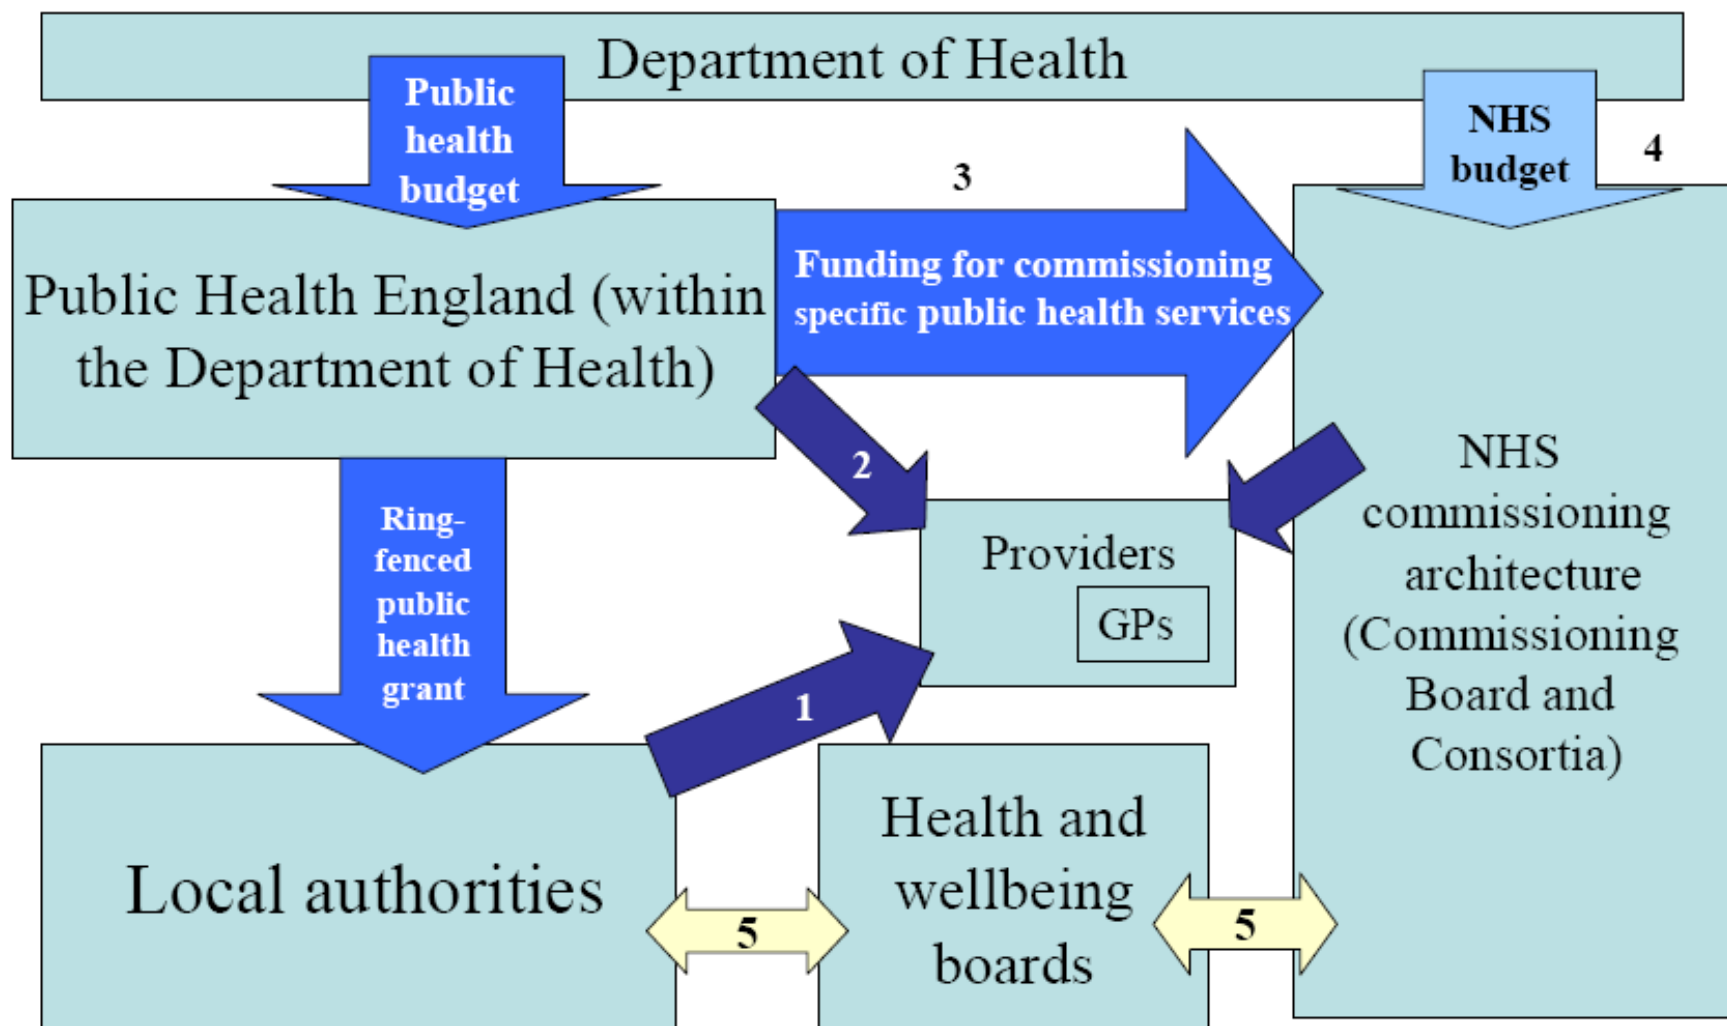 Department of Health
Public
health
budget
NHS
budget
4
3
Public Health England (within
the Department of Health)
Funding for commissioning
specific public health services
2
NHS
commissioning
architecture
(Commissioning
Board and
Consortia)
Ring-
fenced
public
health
grant
Providers
GPs
1
Local authorities
5
Health and
wellbeing
boards
5